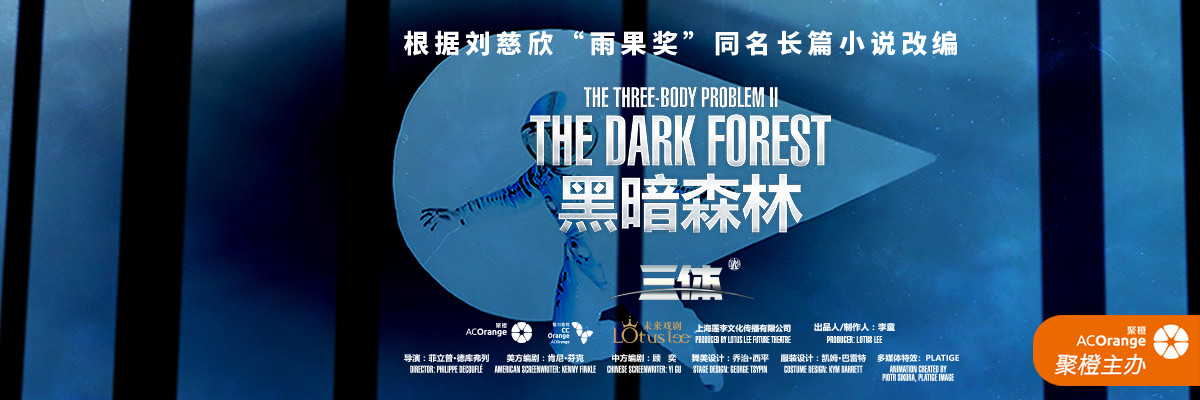 根据刘慈欣“雨果奖”同名长篇小说改编
THE THREE-BODY PROBLEM II
THE DARK FOREST
黑暗森林
三体
聚橙
ACOrange
CC
Orange
ACOrange
未来戏剧
LOtus lee
上海莲李文化传播有限公司
PRODUCED BY LOTUS LEE FUTURE THEATRE
出品人/制作人：李童
PRODUCER: LOTUS LEE
导演：菲立普·德库弗列
DIRECTOR: PHILIPPE DECOUFLÉ
美方编剧：肯尼·芬克
AMERICAN SCREENWRITER: KENNY FINKLE
中方编剧：顾 奕
CHINESE SCREENWRITER: YI GU
舞美设计：乔治·西平
STAGE DESIGN: GEORGE TSYPIN
服装设计：凯姆·巴雷特
COSTUME DESIGN: KYM BARRETT
多媒体特效：PLATIGE
ANIMATION CREATED BY
PIOTR SIKORA, PLATIGE IMAGE
聚橙
ACOrange
聚橙主办